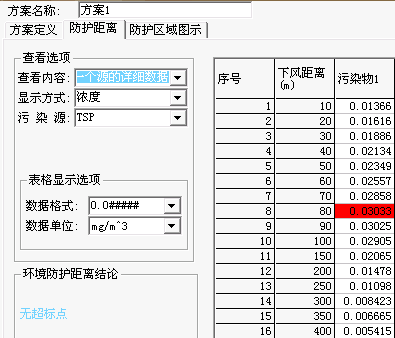 方案名称: 方案1
方案定义 防护距离 防护区域图示
查看选项
查看内容: 一个源的详细数据
显示方式: 浓度
污 染 源: TSP
表格显示选项
数据格式: 0.0#####
数据单位: mg/m^3
环境防护距离结论
无超标点
序号 下风距离(m) 污染物1
1 10 0.01366
2 20 0.01616
3 30 0.01886
4 40 0.02134
5 50 0.02349
6 60 0.02557
7 70 0.02858
8 80 0.03033
9 90 0.03025
10 100 0.02905
11 150 0.02065
12 200 0.01478
13 250 0.01098
14 300 0.008423
15 350 0.006665
16 400 0.005415